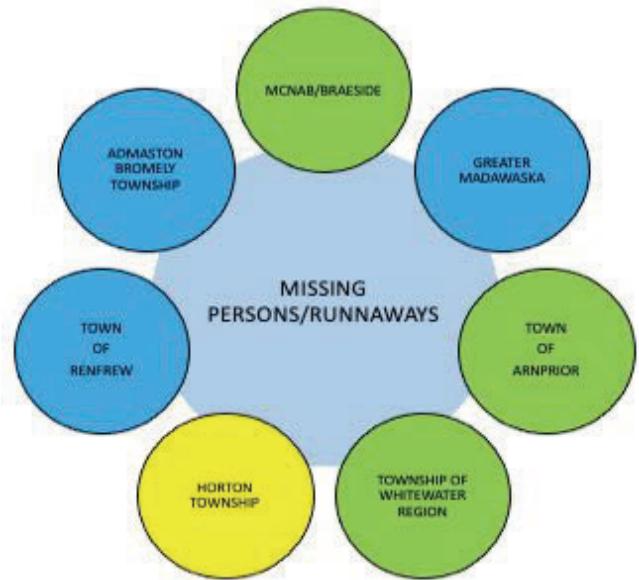 MCNAB/BRAESIDE
ADMASTON
BROMELY
TOWNSHIP
GREATER
MADAWASKA
MISSING
PERSONS/RUNNAWAYS
TOWN
OF
RENFREW
TOWN
OF
ARNPRIOR
HORTON
TOWNSHIP
TOWNSHIP OF
WHITEWATER
REGION